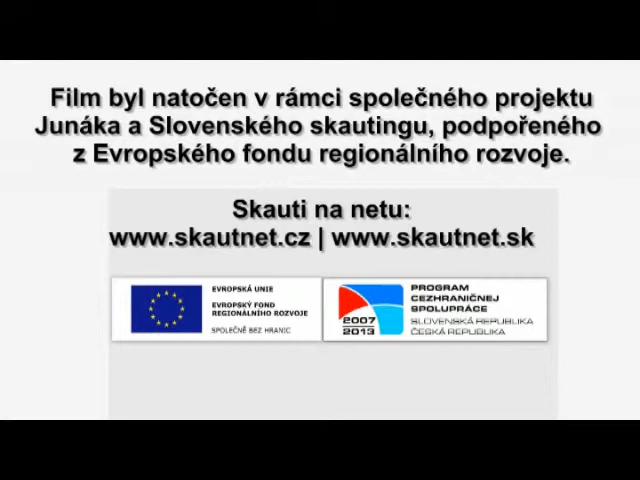 Film byl natočen v rámci společného projektu
Junáka a Slovenského skautingu, podpořeného
z Evropského fondu regionálního rozvoje.
Skauti na netu:
www.skautnet.cz | www.skautnet.sk
EVROPSKÁ UNIE
EVROPSKÝ FOND
REGIONÁLNÍHO ROZVOJE
SPOLEČNĚ BEZ HRANIC
2007
2013
PROGRAM
CEZHRANIČNEJ
SPOLUPRÁCE
SLOVENSKÁ REPUBLIKA
ČESKÁ REPUBLIKA